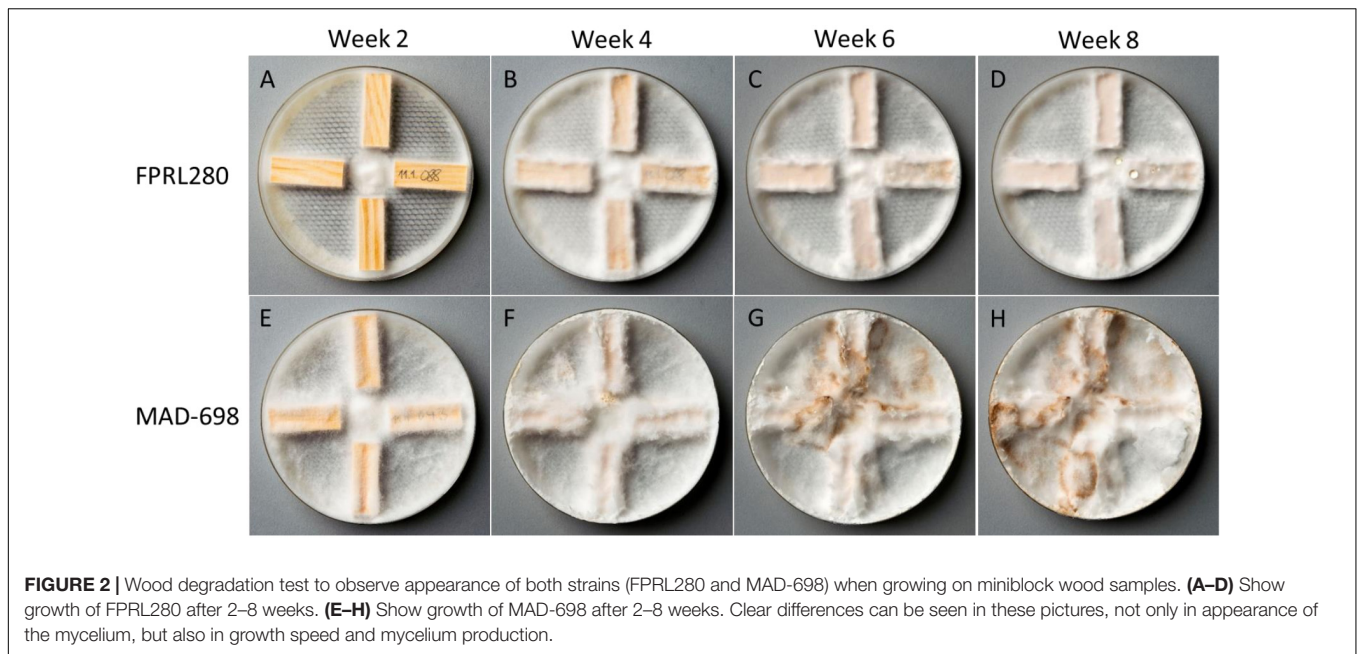 Week 2 Week 4 Week 6 Week 8
A B C D
FPRL280
11.1.088
E F G H
MAD-698
FIGURE 2 | Wood degradation test to observe appearance of both strains (FPRL280 and MAD-698) when growing on miniblock wood samples. (A–D) Show
growth of FPRL280 after 2–8 weeks. (E–H) Show growth of MAD-698 after 2–8 weeks. Clear differences can be seen in these pictures, not only in appearance of
the mycelium, but also in growth speed and mycelium production.